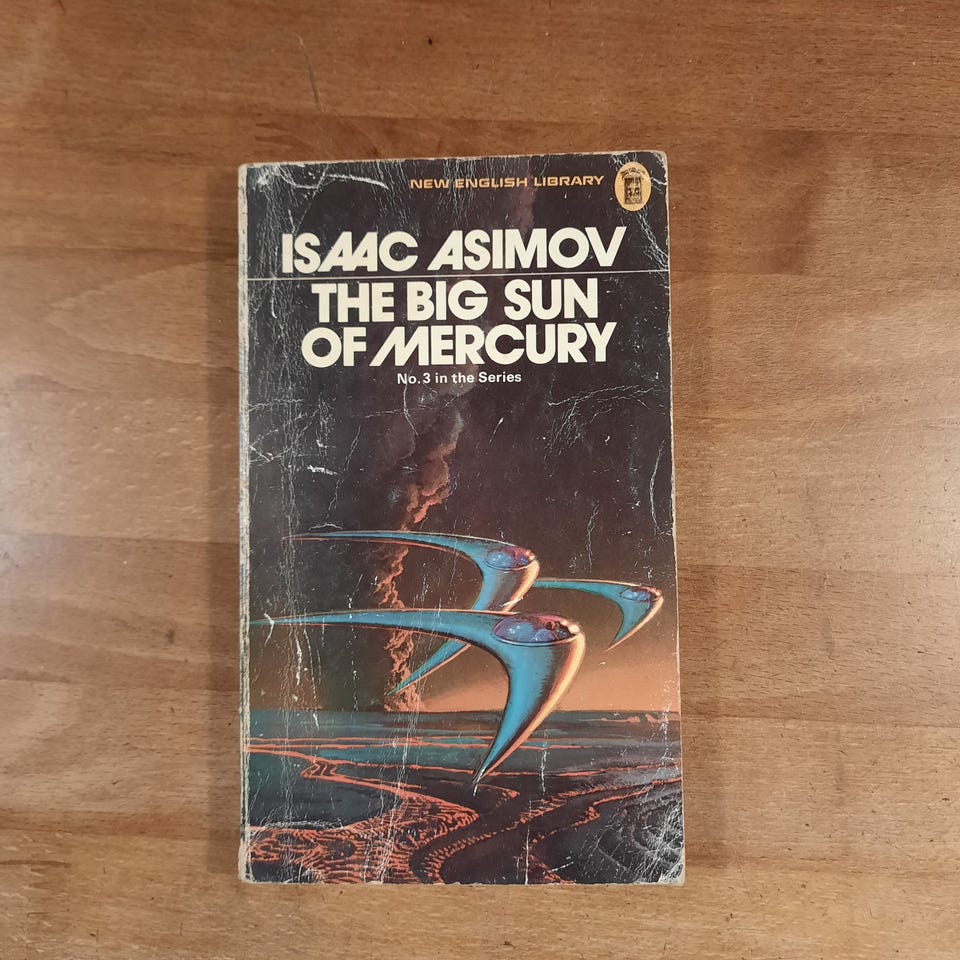 NEW ENGLISH LIBRARY
ISAAC ASIMOV
THE BIG SUN
OF MERCURY
No.3 in the Series